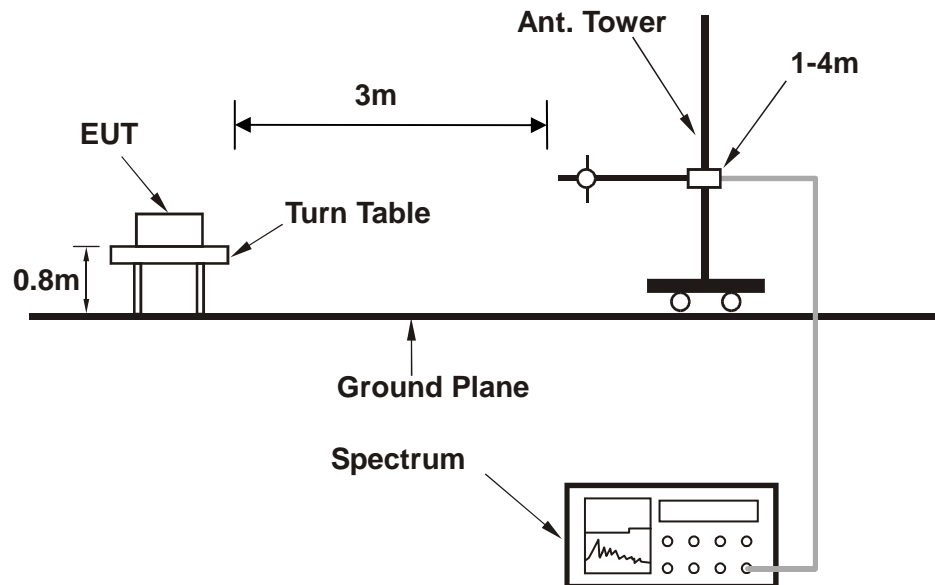 Ant. Tower
1-4m
3m
EUT
Turn Table
0.8m
Ground Plane
Spectrum